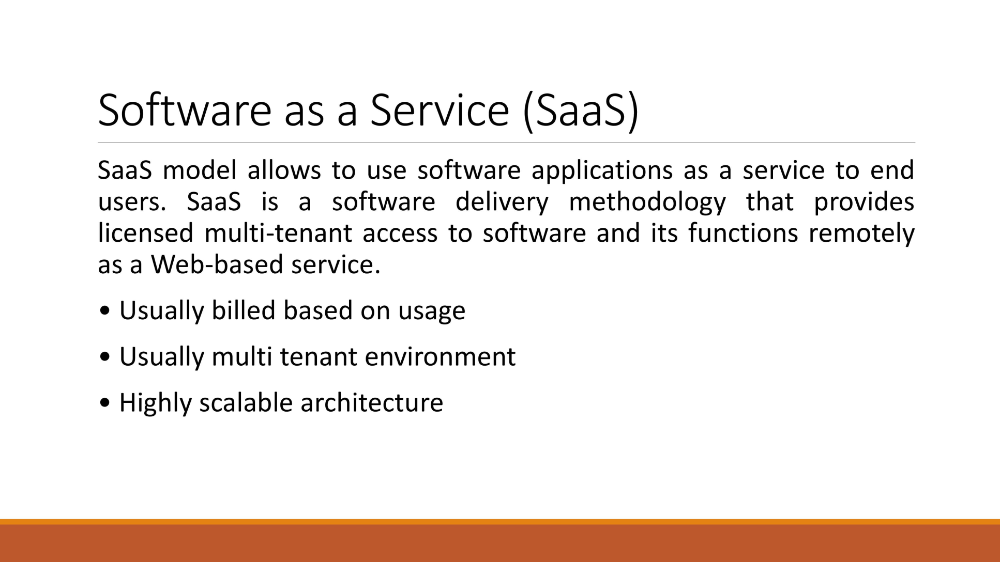 Software as a Service (SaaS)
SaaS model allows to use software applications as a service to end
users. SaaS is a software delivery methodology that provides
licensed multi-tenant access to software and its functions remotely
as a Web-based service.
• Usually billed based on usage
• Usually multi tenant environment
• Highly scalable architecture